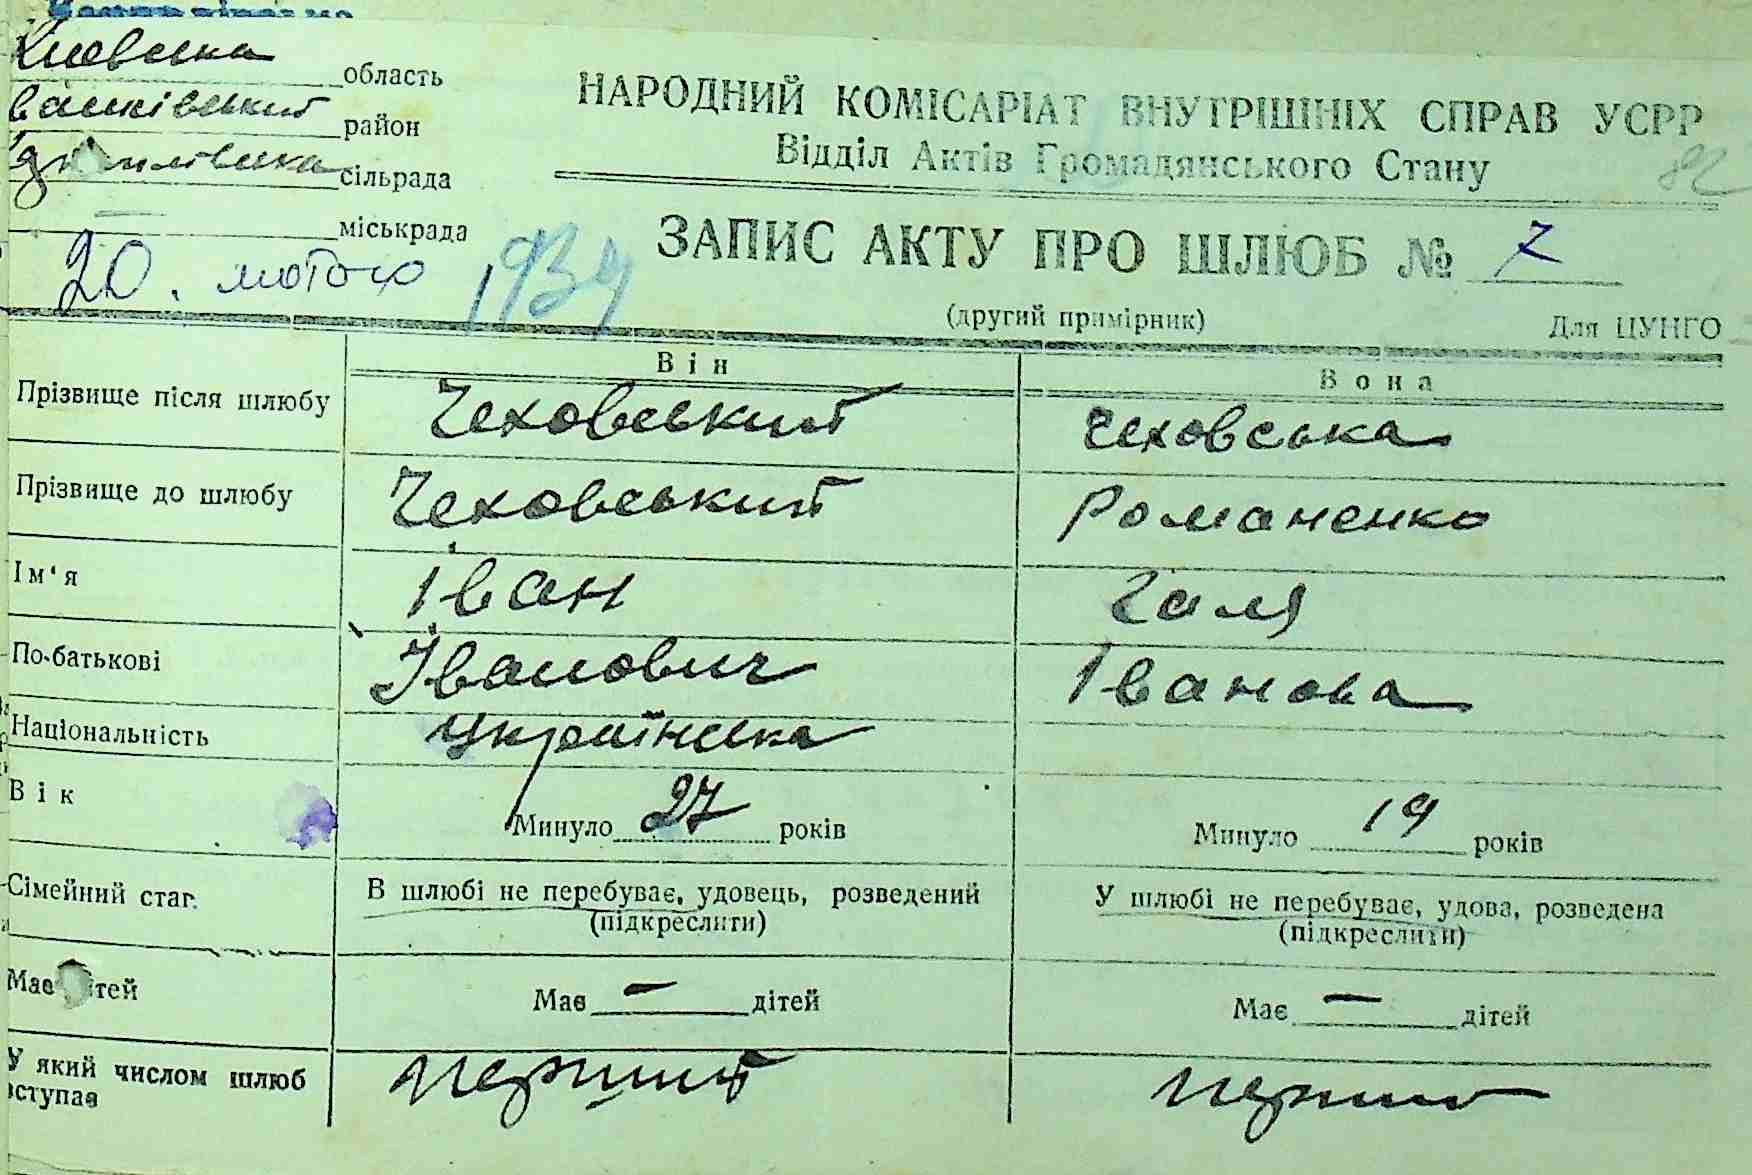 Київська область
Іванківський район
сільрада
міськрада
20. лютого 1939
НАРОДНИЙ КОМІСАРІАТ ВНУТРІШНІХ СПРАВ УСРР
Відділ Актів Громадянського Стану
82
ЗАПИС АКТУ ПРО ШЛЮБ № 7
(другий примірник) Для ЦУНГО
Він Вона
Прізвище після шлюбу Чеховський Чеховська
Прізвище до шлюбу Чеховський Романенко
Ім'я Іван Галя
По-батькові Іванович Іванова
Національність українська
Вік Минуло 27 років Минуло 19 років
Сімейний стан. В шлюбі не перебуває, удовець, розведений У шлюбі не перебуває, удова, розведена
(підкреслити) (підкреслити)
Має дітей Має — дітей Має — дітей
У який числом шлюб вступає перший перший